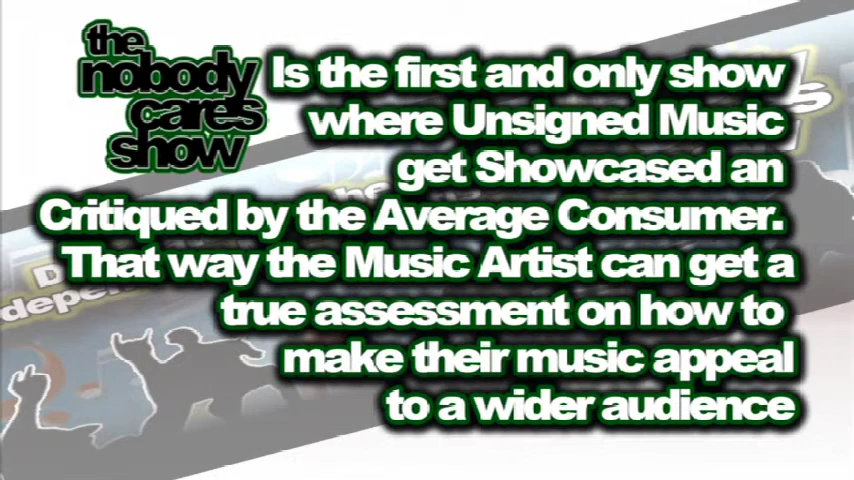 the
nobody
cares
show
Is the first and only show
where Unsigned Music
get Showcased an
Critiqued by the Average Consumer.
That way the Music Artist can get a
true assessment on how to
make their music appeal
to a wider audience